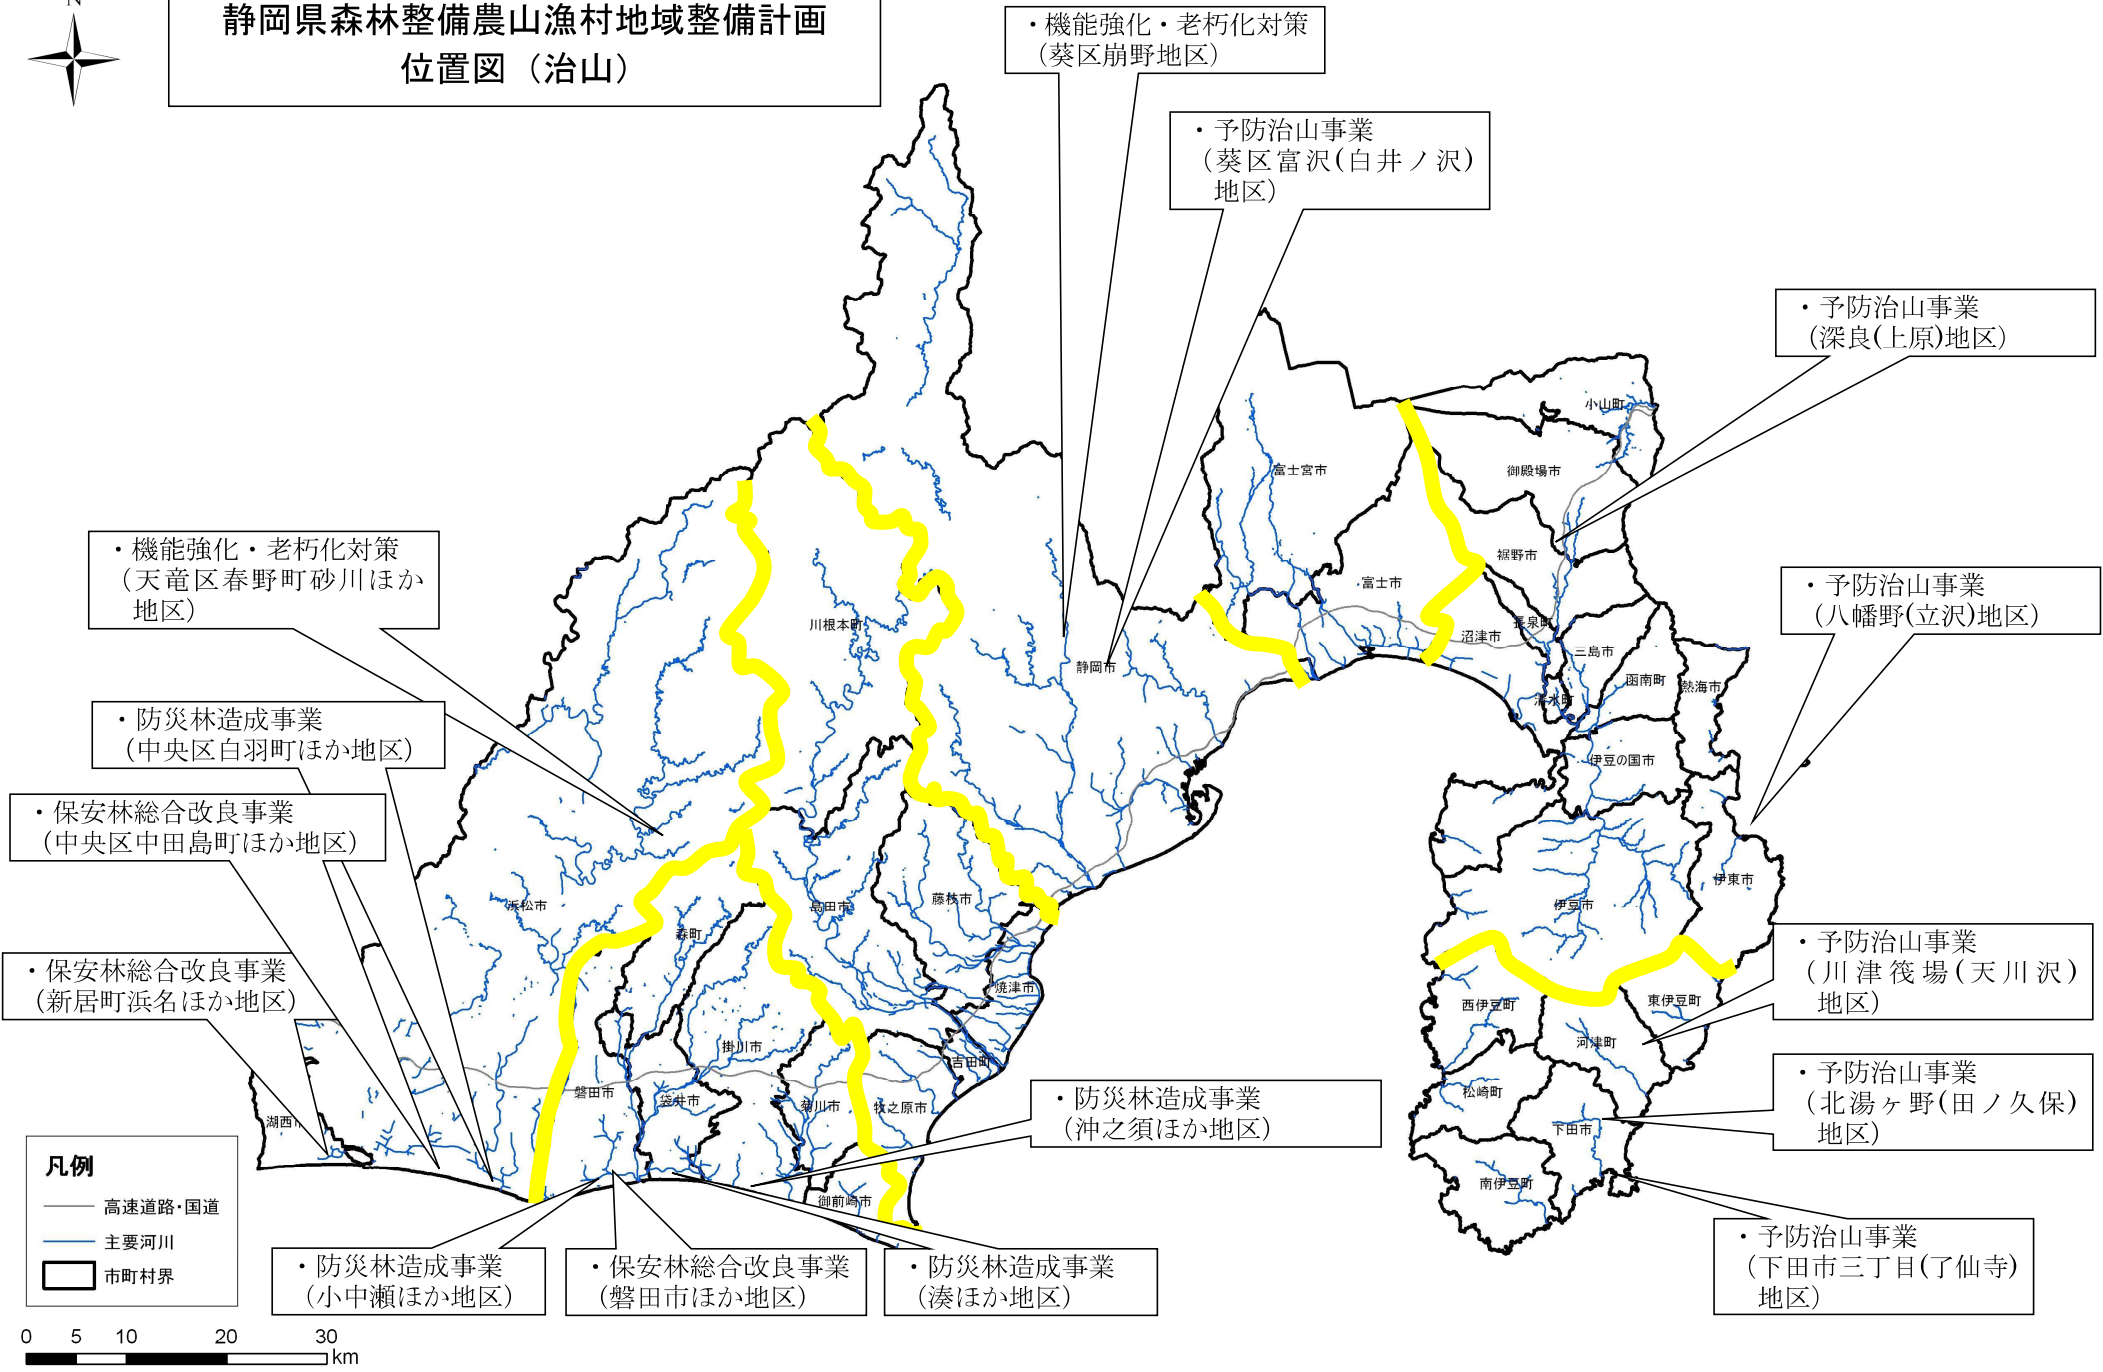 N
静岡県森林整備農山漁村地域整備計画
位置図（治山）
・機能強化・老朽化対策
（葵区崩野地区）
・予防治山事業
（葵区富沢(白井ノ沢)
地区）
・予防治山事業
（深良(上原)地区）
・機能強化・老朽化対策
（天竜区春野町砂川ほか
地区）
・予防治山事業
（八幡野(立沢)地区）
・防災林造成事業
（中央区白羽町ほか地区）
・保安林総合改良事業
（中央区中田島町ほか地区）
・保安林総合改良事業
（新居町浜名ほか地区）
・予防治山事業
（川津筏場(天川沢)
地区）
・予防治山事業
（北湯ヶ野(田ノ久保)
地区）
・防災林造成事業
（沖之須ほか地区）
・予防治山事業
（下田市三丁目(了仙寺)
地区）
・防災林造成事業
（小中瀬ほか地区）
・保安林総合改良事業
（磐田市ほか地区）
・防災林造成事業
（湊ほか地区）
小山町
富士宮市
御殿場市
裾野市
富士市
川根本町
長泉町
沼津市
三島市
静岡市
函南町
熱海市
清水町
伊豆の国市
伊東市
藤枝市
浜松市
島田市
伊豆市
森町
焼津市
西伊豆町
東伊豆町
掛川市
河津町
吉田町
磐田市
袋井市
菊川市
牧之原市
松崎町
湖西市
下田市
南伊豆町
御前崎市
凡例
高速道路・国道
主要河川
市町村界
0 5 10 20 30
km